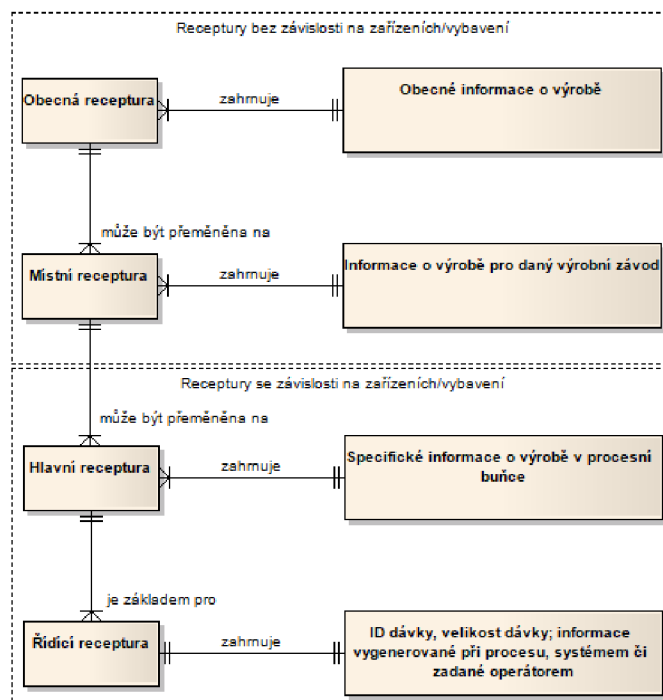 Receptury bez závislosti na zařízeních/vybavení
Obecná receptura
zahrnuje
Obecné informace o výrobě
může být přeměněna na
Místní receptura
zahrnuje
Informace o výrobě pro daný výrobní závod
Receptury se závislosti na zařízeních/vybavení
může být přeměněna na
Hlavní receptura
zahrnuje
Specifické informace o výrobě v procesní
buňce
je základem pro
Řídící receptura
zahrnuje
ID dávky, velikost dávky; informace
vygenerované při procesu, systémem či
zadané operátorem